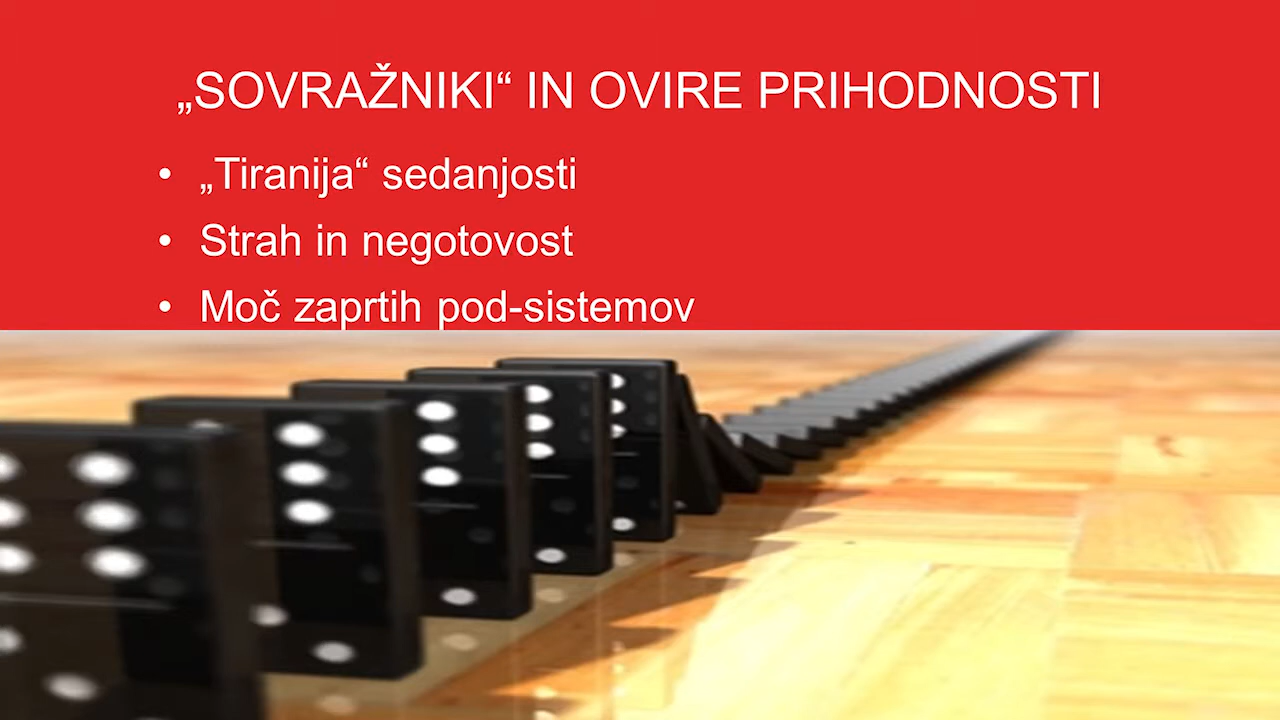 „SOVRAŽNIKI“ IN OVIRE PRIHODNOSTI
• „Tiranija“ sedanjosti
• Strah in negotovost
• Moč zaprtih pod-sistemov